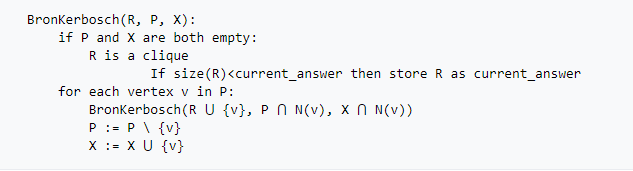 BronKerbosch(R, P, X):
if P and X are both empty:
R is a clique
If size(R)<current_answer then store R as current_answer
for each vertex v in P:
BronKerbosch(R ⋃ {v}, P ⋂ N(v), X ⋂ N(v))
P := P \ {v}
X := X ⋃ {v}